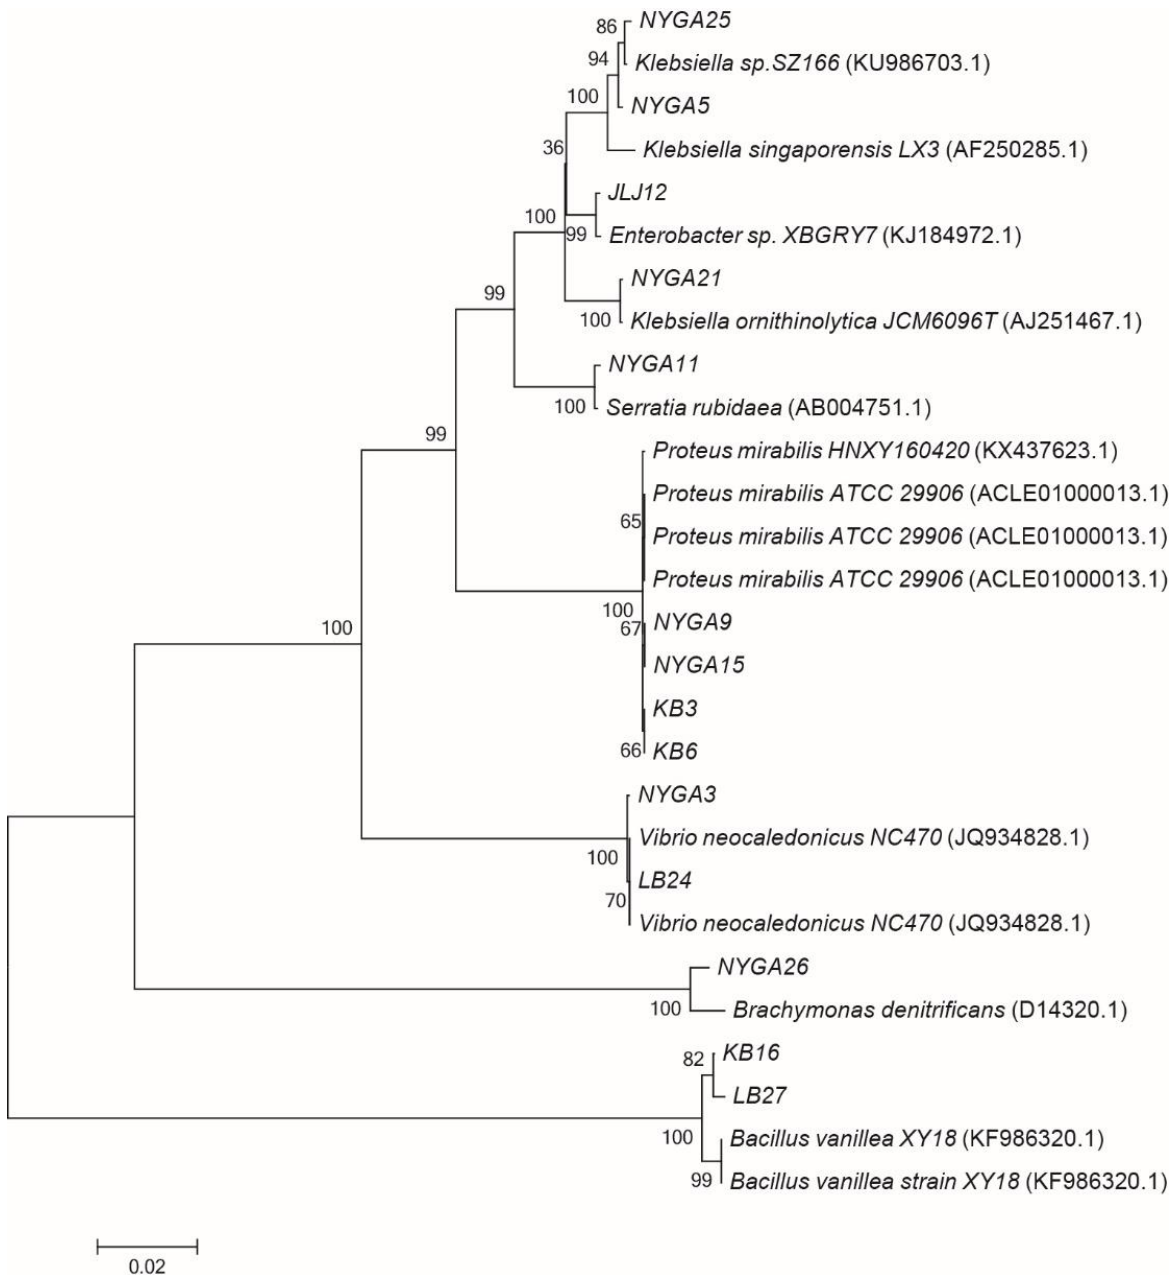 86
NYGA25
94
Klebsiella sp.SZ166 (KU986703.1)
100
NYGA5
36
Klebsiella singaporensis LX3 (AF250285.1)
JLJ12
100
99
Enterobacter sp. XBGRY7 (KJ184972.1)
NYGA21
99
100
Klebsiella ornithinolytica JCM6096T (AJ251467.1)
NYGA11
100
Serratia rubidaea (AB004751.1)
99
Proteus mirabilis HNXY160420 (KX437623.1)
Proteus mirabilis ATCC 29906 (ACLE01000013.1)
65
Proteus mirabilis ATCC 29906 (ACLE01000013.1)
Proteus mirabilis ATCC 29906 (ACLE01000013.1)
100
67
NYGA9
100
NYGA15
KB3
66
KB6
NYGA3
Vibrio neocaledonicus NC470 (JQ934828.1)
100
LB24
70
Vibrio neocaledonicus NC470 (JQ934828.1)
NYGA26
100
Brachymonas denitrificans (D14320.1)
82
KB16
LB27
100
Bacillus vanillea XY18 (KF986320.1)
99
Bacillus vanillea strain XY18 (KF986320.1)
0.02